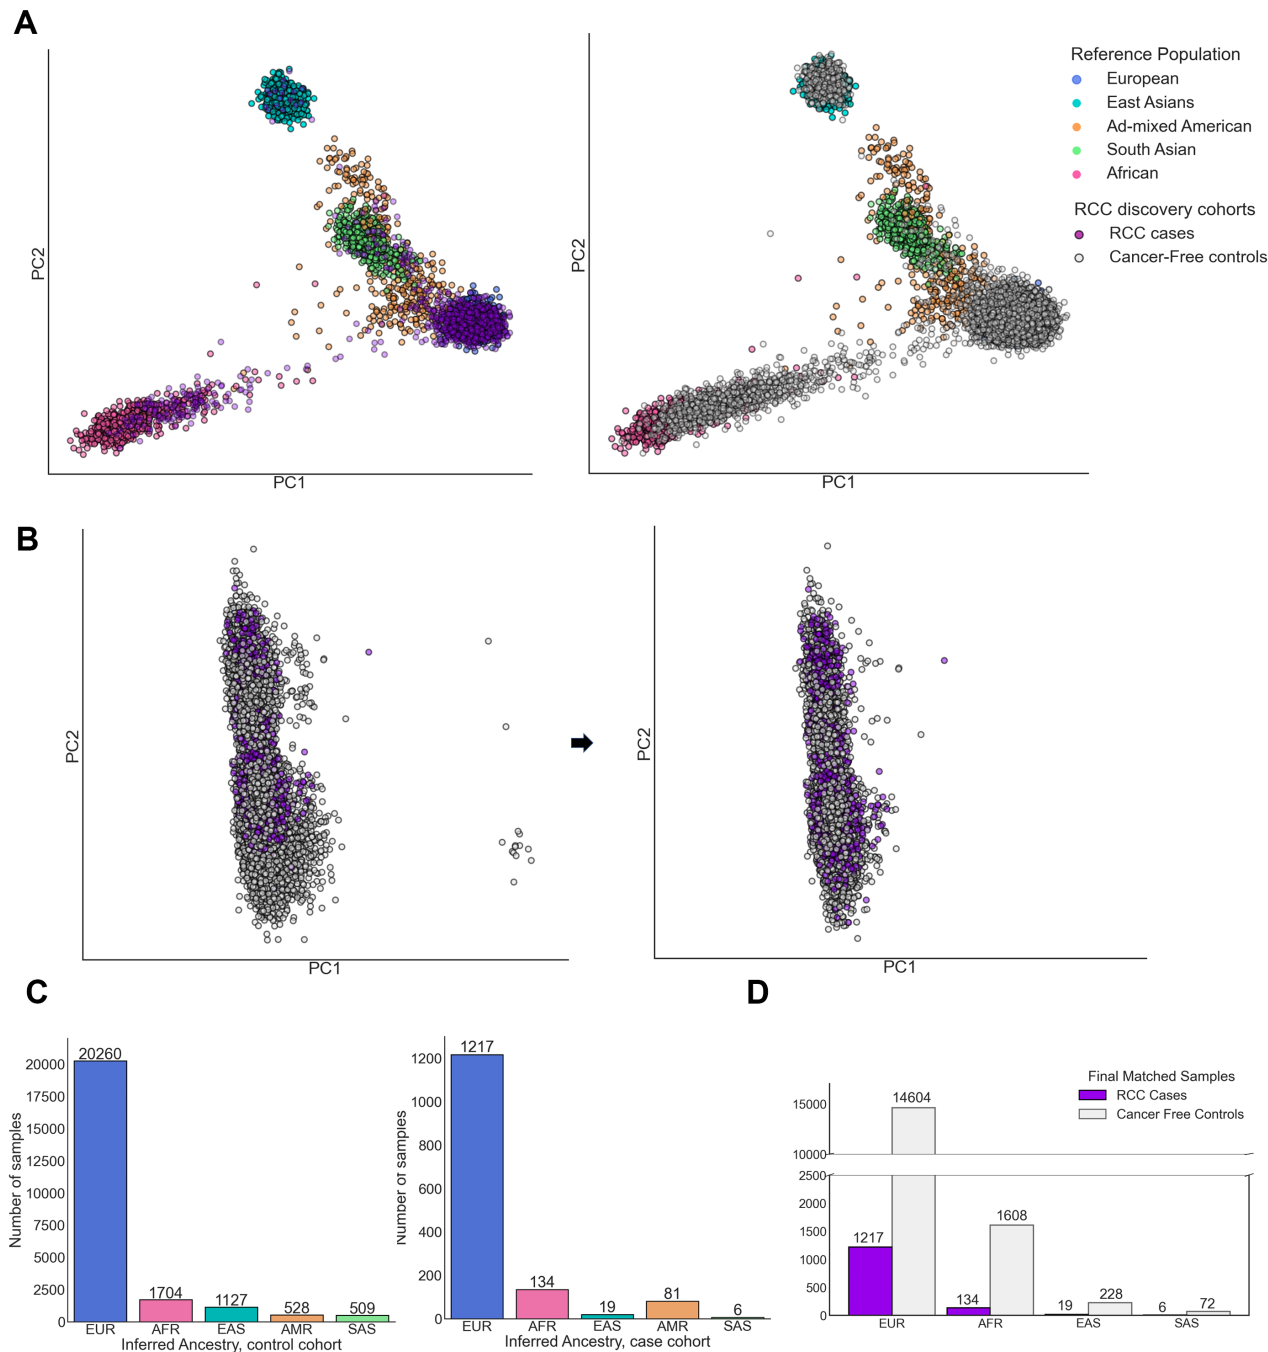 A
PC2
PC1
PC2
PC1
Reference Population
European
East Asians
Ad-mixed American
South Asian
African
RCC discovery cohorts
RCC cases
Cancer-Free controls
B
PC2
PC1
PC2
PC1
C
Number of samples
20000
17500
15000
12500
10000
7500
5000
2500
0
20260
1704
1127
528
509
EUR AFR EAS AMR SAS
Inferred Ancestry, control cohort
Number of samples
1200
1000
800
600
400
200
0
1217
134
19
81
6
EUR AFR EAS AMR SAS
Inferred Ancestry, case cohort
D
Final Matched Samples
RCC Cases
Cancer Free Controls
15000
10000
2500
2000
1500
1000
500
0
14604
1217
1608
134
228
19
72
6
EUR AFR EAS SAS